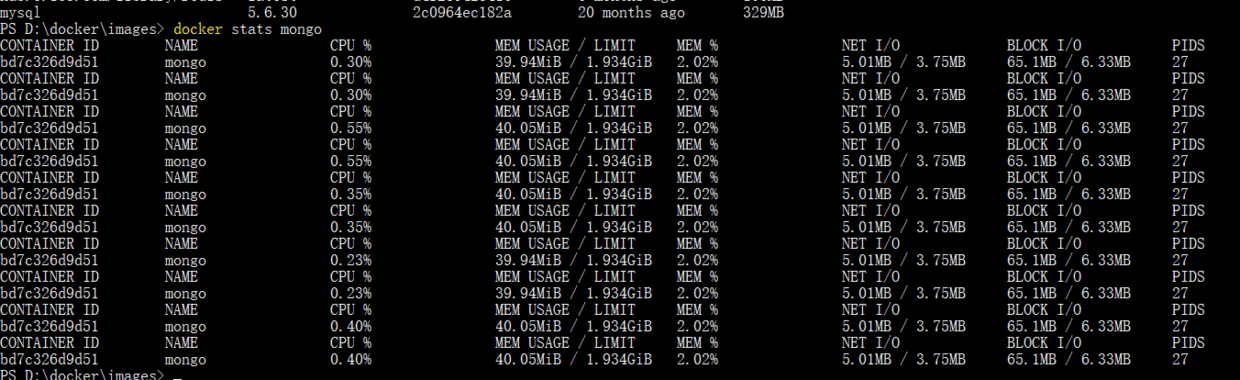 mysql 5.6.30 2c0964ec182a 20 months ago 329MB
PS D:\docker\images> docker stats mongo
CONTAINER ID NAME CPU % MEM USAGE / LIMIT MEM % NET I/O BLOCK I/O PIDS
bd7c326d9d51 mongo 0.30% 39.94MiB / 1.934GiB 2.02% 5.01MB / 3.75MB 65.1MB / 6.33MB 27
CONTAINER ID NAME CPU % MEM USAGE / LIMIT MEM % NET I/O BLOCK I/O PIDS
bd7c326d9d51 mongo 0.30% 39.94MiB / 1.934GiB 2.02% 5.01MB / 3.75MB 65.1MB / 6.33MB 27
CONTAINER ID NAME CPU % MEM USAGE / LIMIT MEM % NET I/O BLOCK I/O PIDS
bd7c326d9d51 mongo 0.55% 40.05MiB / 1.934GiB 2.02% 5.01MB / 3.75MB 65.1MB / 6.33MB 27
CONTAINER ID NAME CPU % MEM USAGE / LIMIT MEM % NET I/O BLOCK I/O PIDS
bd7c326d9d51 mongo 0.55% 40.05MiB / 1.934GiB 2.02% 5.01MB / 3.75MB 65.1MB / 6.33MB 27
CONTAINER ID NAME CPU % MEM USAGE / LIMIT MEM % NET I/O BLOCK I/O PIDS
bd7c326d9d51 mongo 0.35% 40.05MiB / 1.934GiB 2.02% 5.01MB / 3.75MB 65.1MB / 6.33MB 27
CONTAINER ID NAME CPU % MEM USAGE / LIMIT MEM % NET I/O BLOCK I/O PIDS
bd7c326d9d51 mongo 0.35% 40.05MiB / 1.934GiB 2.02% 5.01MB / 3.75MB 65.1MB / 6.33MB 27
CONTAINER ID NAME CPU % MEM USAGE / LIMIT MEM % NET I/O BLOCK I/O PIDS
bd7c326d9d51 mongo 0.23% 39.94MiB / 1.934GiB 2.02% 5.01MB / 3.75MB 65.1MB / 6.33MB 27
CONTAINER ID NAME CPU % MEM USAGE / LIMIT MEM % NET I/O BLOCK I/O PIDS
bd7c326d9d51 mongo 0.23% 39.94MiB / 1.934GiB 2.02% 5.01MB / 3.75MB 65.1MB / 6.33MB 27
CONTAINER ID NAME CPU % MEM USAGE / LIMIT MEM % NET I/O BLOCK I/O PIDS
bd7c326d9d51 mongo 0.40% 40.05MiB / 1.934GiB 2.02% 5.01MB / 3.75MB 65.1MB / 6.33MB 27
CONTAINER ID NAME CPU % MEM USAGE / LIMIT MEM % NET I/O BLOCK I/O PIDS
bd7c326d9d51 mongo 0.40% 40.05MiB / 1.934GiB 2.02% 5.01MB / 3.75MB 65.1MB / 6.33MB 27
PS D:\docker\images> _